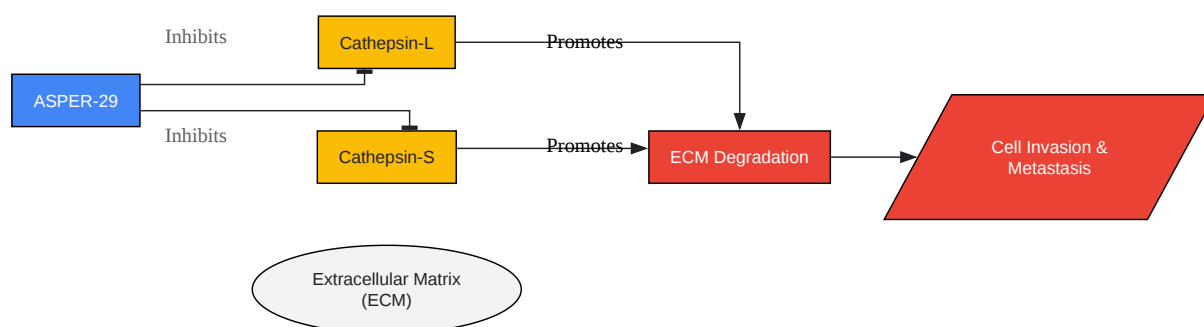 Inhibits
Cathepsin-L
Promotes
ASPER-29
Inhibits
Cathepsin-S
Promotes
ECM Degradation
Cell Invasion &
Metastasis
Extracellular Matrix
(ECM)